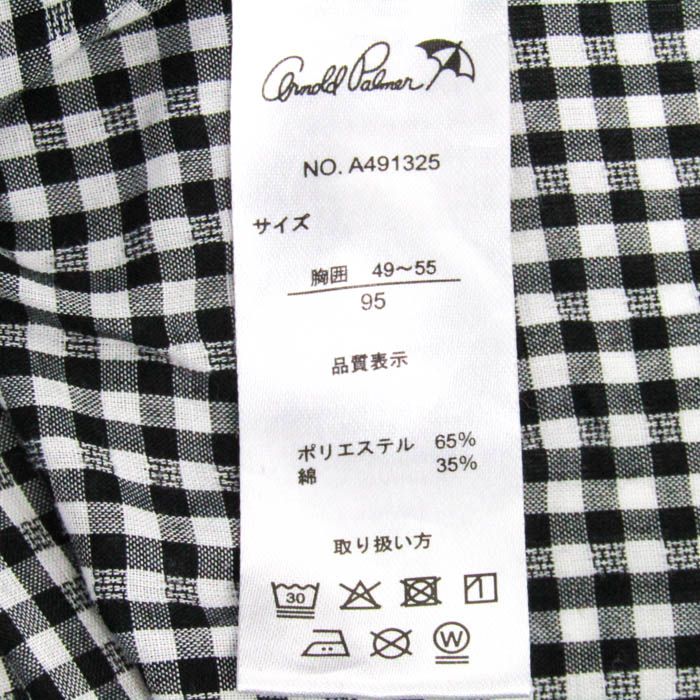 Arnold Palmer
NO. A491325
サイズ
胸囲 49～55
95
品質表示
ポリエステル 65%
綿 35%
取り扱い方
30
W